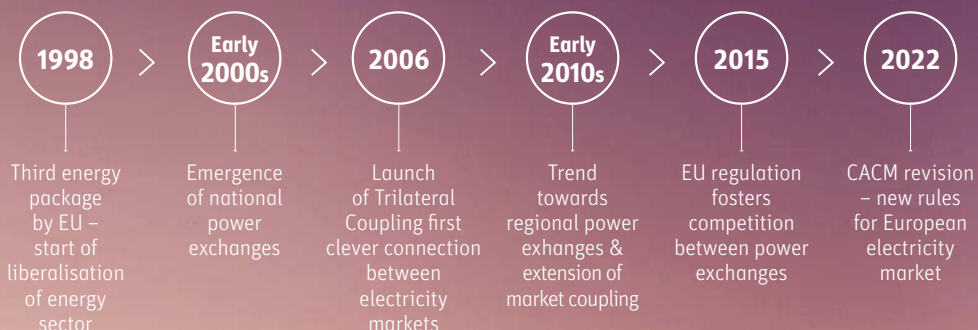 1998
Third energy
package
by EU –
start of
liberalisation
of energy
sector
Early
2000s
Emergence
of national
power
exchanges
2006
Launch
of Trilateral
Coupling first
clever connection
between
electricity
markets
Early
2010s
Trend
towards
regional power
exhanges &
extension of
market coupling
2015
EU regulation
fosters
competition
between power
exchanges
2022
CACM revision
– new rules
for European
electricity
market